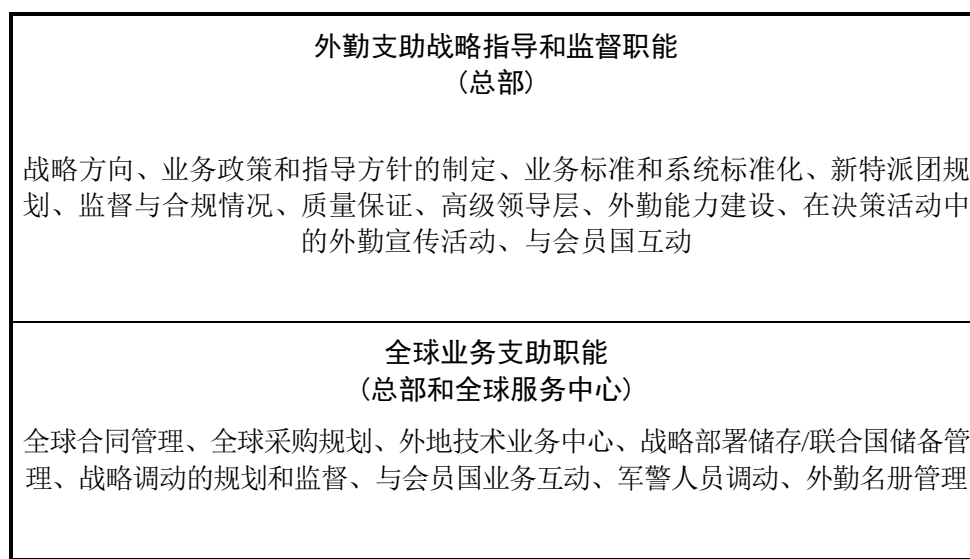 外勤支助战略指导和监督职能
(总部)
战略方向、业务政策和指导方针的制定、业务标准和系统标准化、新特派团规
划、监督与合规情况、质量保证、高级领导层、外勤能力建设、在决策活动中
的外勤宣传活动、与会员国互动
全球业务支助职能
(总部和全球服务中心)
全球合同管理、全球采购规划、外地技术业务中心、战略部署储存/联合国储备管
理、战略调动的规划和监督、与会员国业务互动、军警人员调动、外勤名册管理